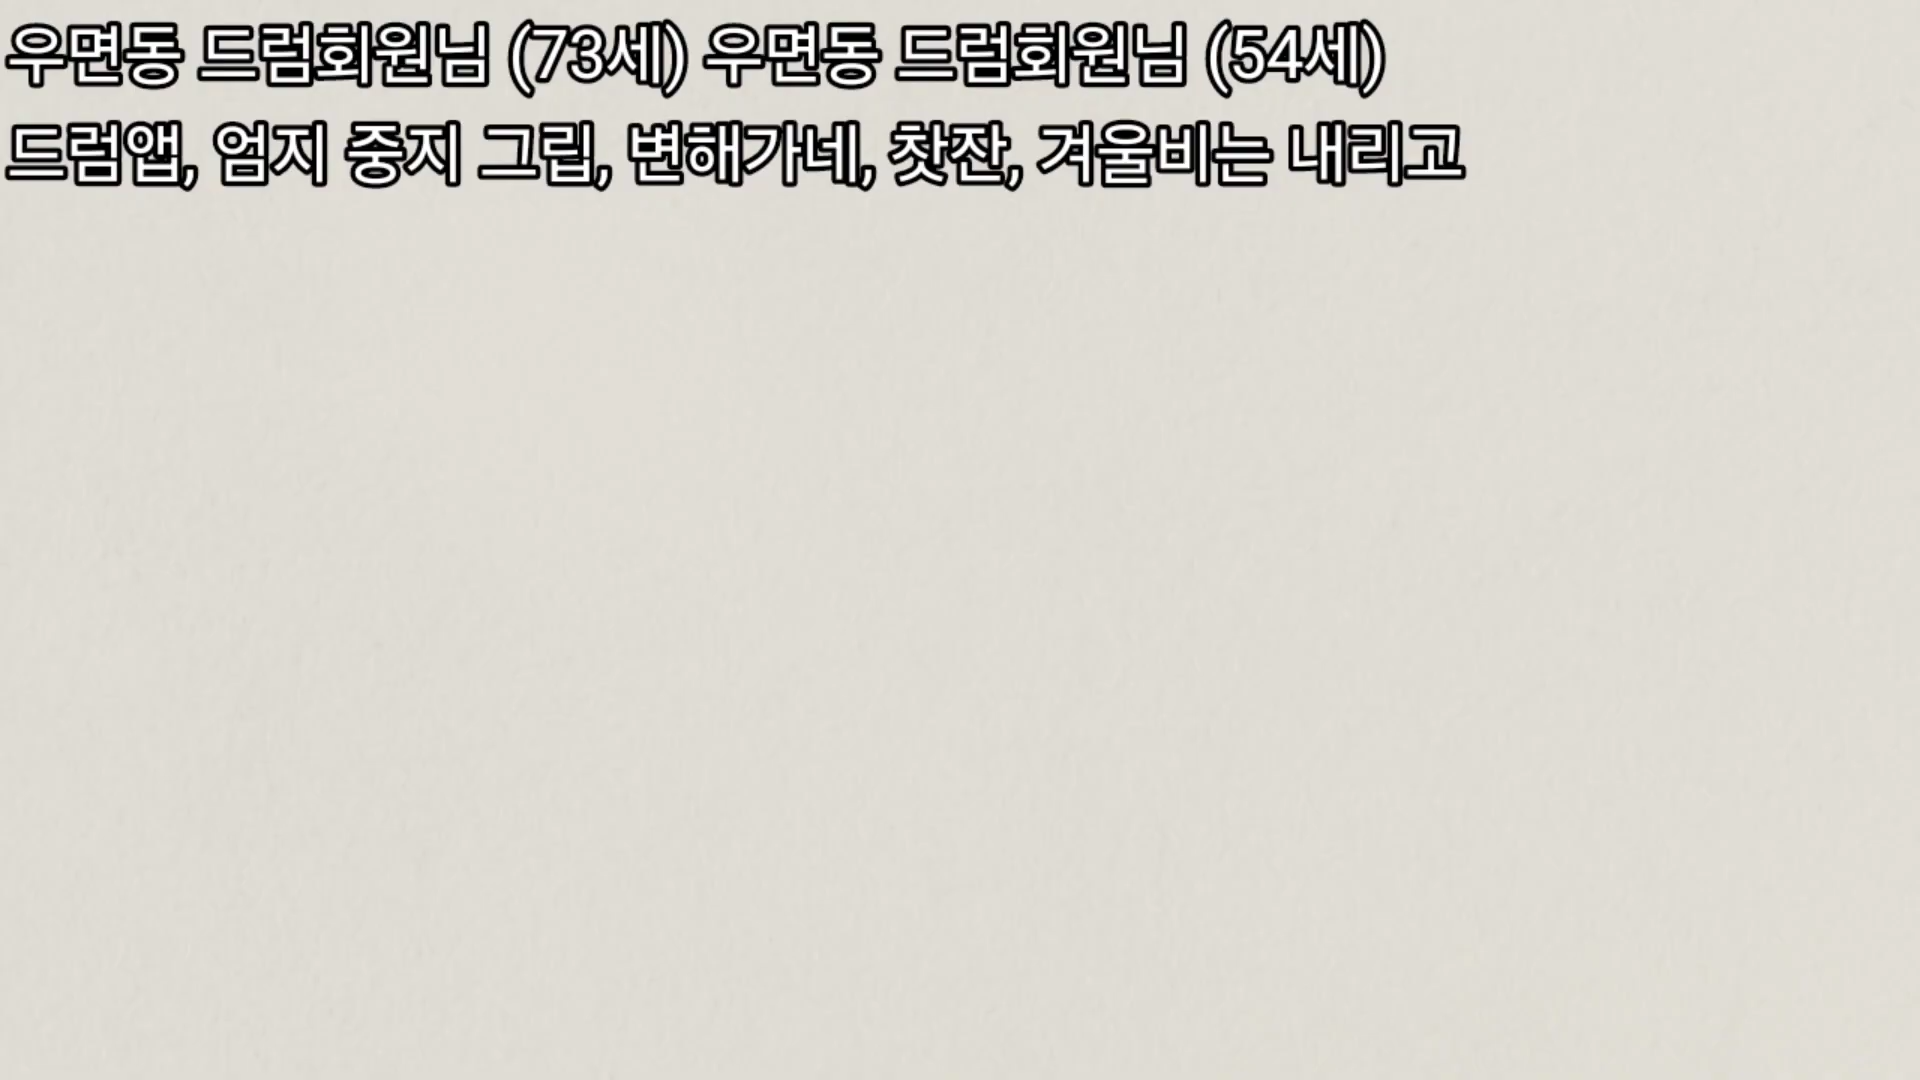 우면동 드럼회원님 (73세) 우면동 드럼회원님 (54세)
드럼앱, 엄지 중지 그립, 변해가네, 찻잔, 겨울비는 내리고